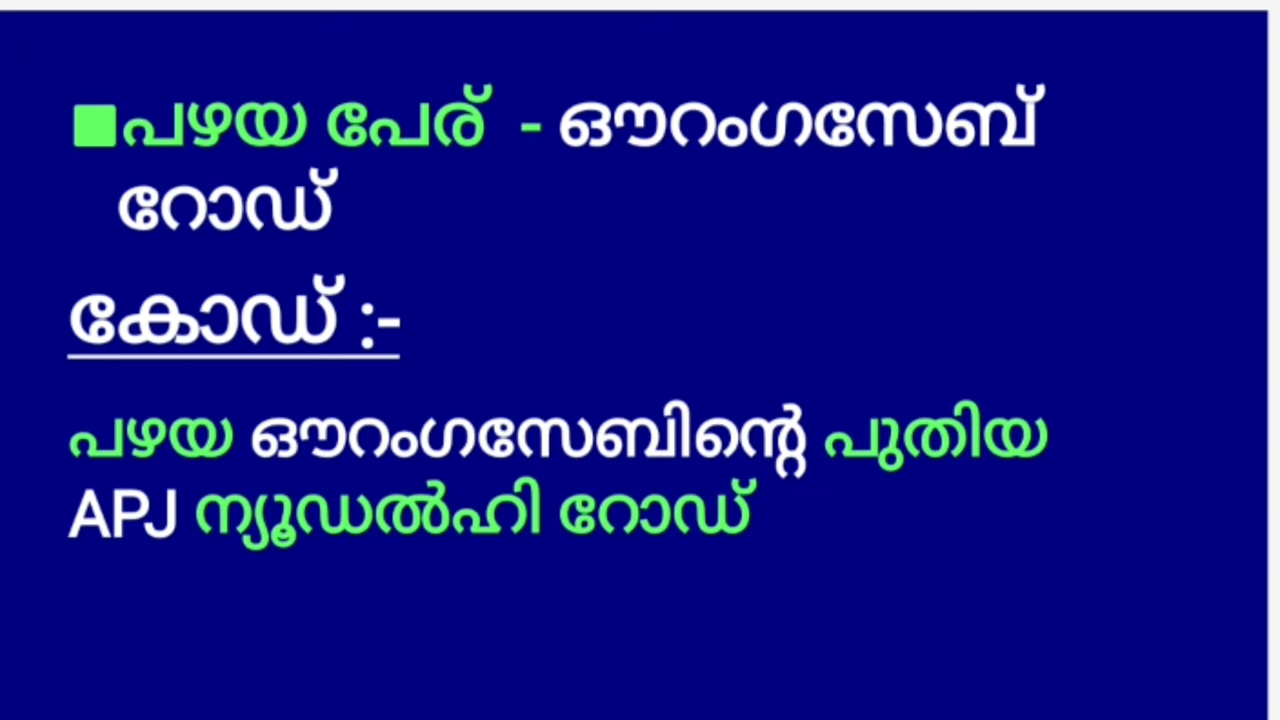 ■പഴയ പേര് - ഔറംഗസേബ്
റോഡ്
കോഡ് :-
പഴയ ഔറംഗസേബിന്റെ പുതിയ
APJ ന്യൂഡൽഹി റോഡ്